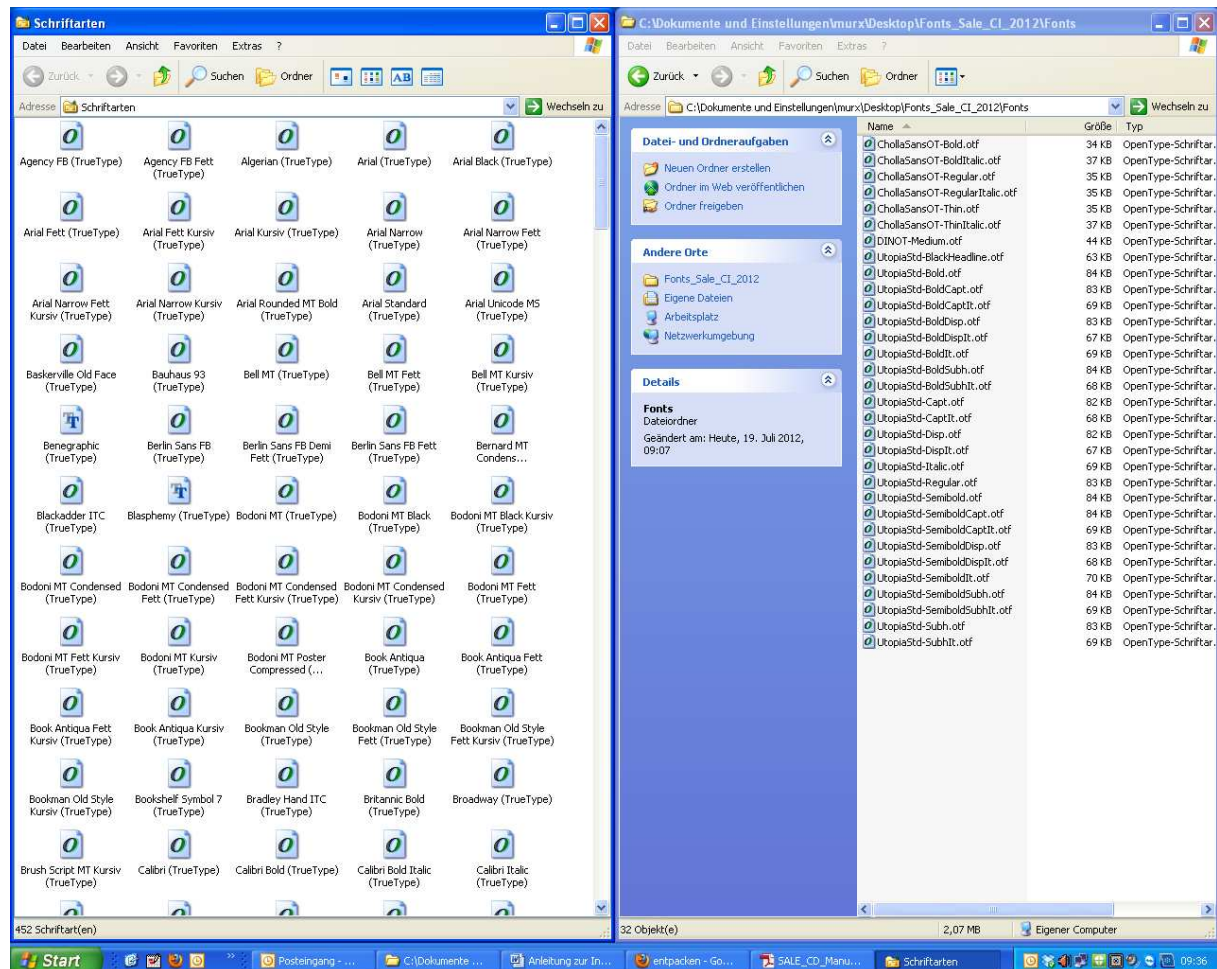 Schriftarten
Datei Bearbeiten Ansicht Favoriten Extras ?
Zurück Suchen Ordner
Adresse Schriftarten Wechseln zu
Agency FB (TrueType)
Agency FB Fett (TrueType)
Algerian (TrueType)
Arial (TrueType)
Arial Black (TrueType)
Arial Fett (TrueType)
Arial Fett Kursiv (TrueType)
Arial Kursiv (TrueType)
Arial Narrow (TrueType)
Arial Narrow Fett (TrueType)
Arial Narrow Fett Kursiv (TrueType)
Arial Narrow Kursiv (TrueType)
Arial Rounded MT Bold (TrueType)
Arial Standard (TrueType)
Arial Unicode MS (TrueType)
Baskerville Old Face (TrueType)
Bauhaus 93 (TrueType)
Bell MT (TrueType)
Bell MT Fett (TrueType)
Bell MT Kursiv (TrueType)
Benegraphic (TrueType)
Berlin Sans FB (TrueType)
Berlin Sans FB Demi Fett (TrueType)
Berlin Sans FB Fett (TrueType)
Bernard MT Condens...
Blackadder ITC (TrueType)
Blasphemy (TrueType)
Bodoni MT (TrueType)
Bodoni MT Black (TrueType)
Bodoni MT Black Kursiv (TrueType)
Bodoni MT Condensed (TrueType)
Bodoni MT Condensed Fett (TrueType)
Bodoni MT Condensed Fett Kursiv (TrueType)
Bodoni MT Condensed Kursiv (TrueType)
Bodoni MT Fett (TrueType)
Bodoni MT Fett Kursiv (TrueType)
Bodoni MT Kursiv (TrueType)
Bodoni MT Poster Compressed (...
Book Antiqua (TrueType)
Book Antiqua Fett (TrueType)
Book Antiqua Fett Kursiv (TrueType)
Book Antiqua Kursiv (TrueType)
Bookman Old Style (TrueType)
Bookman Old Style Fett (TrueType)
Bookman Old Style Fett Kursiv (TrueType)
Bookman Old Style Kursiv (TrueType)
Bookshelf Symbol 7 (TrueType)
Bradley Hand ITC (TrueType)
Britannic Bold (TrueType)
Broadway (TrueType)
Brush Script MT Kursiv (TrueType)
Calibri (TrueType)
Calibri Bold (TrueType)
Calibri Bold Italic (TrueType)
Calibri Italic (TrueType)
452 Schriftart(en)
C:\Dokumente und Einstellungen\murx\Desktop\Fonts_Sale_CI_2012\Fonts
Datei Bearbeiten Ansicht Favoriten Extras ?
Zurück Suchen Ordner
Adresse C:\Dokumente und Einstellungen\murx\Desktop\Fonts_Sale_CI_2012\Fonts Wechseln zu
Datei- und Ordneraufgaben
Neuen Ordner erstellen
Ordner im Web veröffentlichen
Ordner freigeben
Andere Orte
Fonts_Sale_CI_2012
Eigene Dateien
Arbeitsplatz
Netzwerkumgebung
Details
Fonts
Dateiordner
Geändert am: Heute, 19. Juli 2012,
09:07
Name Größe Typ
ChollaSansOT-Bold.otf 34 KB OpenType-Schriftar.
ChollaSansOT-BoldItalic.otf 37 KB OpenType-Schriftar.
ChollaSansOT-Regular.otf 35 KB OpenType-Schriftar.
ChollaSansOT-RegularItalic.otf 35 KB OpenType-Schriftar.
ChollaSansOT-Thin.otf 35 KB OpenType-Schriftar.
ChollaSansOT-ThinItalic.otf 37 KB OpenType-Schriftar.
DINOT-Medium.otf 44 KB OpenType-Schriftar.
UtopiaStd-BlackHeadline.otf 63 KB OpenType-Schriftar.
UtopiaStd-Bold.otf 84 KB OpenType-Schriftar.
UtopiaStd-BoldCapt.otf 83 KB OpenType-Schriftar.
UtopiaStd-BoldCaptIt.otf 69 KB OpenType-Schriftar.
UtopiaStd-BoldDisp.otf 83 KB OpenType-Schriftar.
UtopiaStd-BoldDispIt.otf 67 KB OpenType-Schriftar.
UtopiaStd-BoldIt.otf 69 KB OpenType-Schriftar.
UtopiaStd-BoldSubh.otf 84 KB OpenType-Schriftar.
UtopiaStd-BoldSubhIt.otf 68 KB OpenType-Schriftar.
UtopiaStd-Capt.otf 82 KB OpenType-Schriftar.
UtopiaStd-CaptIt.otf 68 KB OpenType-Schriftar.
UtopiaStd-Disp.otf 82 KB OpenType-Schriftar.
UtopiaStd-DispIt.otf 67 KB OpenType-Schriftar.
UtopiaStd-Italic.otf 69 KB OpenType-Schriftar.
UtopiaStd-Regular.otf 83 KB OpenType-Schriftar.
UtopiaStd-Semibold.otf 84 KB OpenType-Schriftar.
UtopiaStd-SemiboldCapt.otf 84 KB OpenType-Schriftar.
UtopiaStd-SemiboldCaptIt.otf 69 KB OpenType-Schriftar.
UtopiaStd-SemiboldDisp.otf 83 KB OpenType-Schriftar.
UtopiaStd-SemiboldDispIt.otf 68 KB OpenType-Schriftar.
UtopiaStd-SemiboldIt.otf 70 KB OpenType-Schriftar.
UtopiaStd-SemiboldSubh.otf 84 KB OpenType-Schriftar.
UtopiaStd-SemiboldSubhIt.otf 69 KB OpenType-Schriftar.
UtopiaStd-Subh.otf 83 KB OpenType-Schriftar.
UtopiaStd-SubhIt.otf 69 KB OpenType-Schriftar.
32 Objekt(e) 2,07 MB Eigener Computer
Start Posteingang - ... C:\Dokumente ... Anleitung zur In... entpacken - Go... SALE_CD_Manu... Schriftarten 09:36